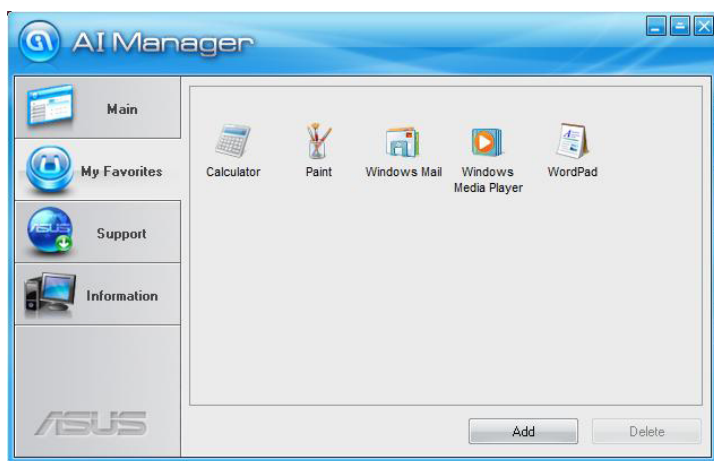 AI Manager
Main
My Favorites
Support
Information
Calculator
Paint
Windows Mail
Windows
Media Player
WordPad
ASUS
Add
Delete